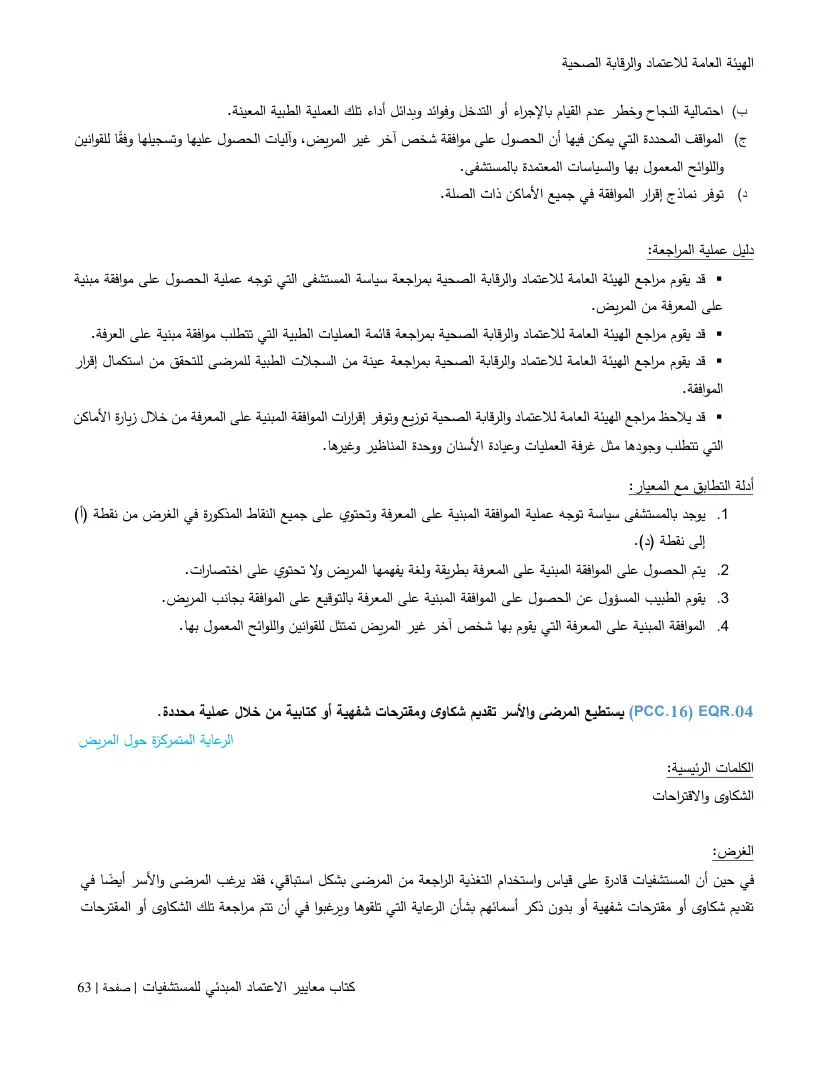 الهيئة العامة للاعتماد والرقابة الصحية
ب) احتمالية النجاح وخطر عدم القيام بالإجراء أو التدخل وفوائد وبدائل أداء تلك العملية الطبية المعينة.
ج) المواقف المحددة التي يمكن فيها أن الحصول على موافقة شخص آخر غير المريض، وآليات الحصول عليها وتسجيلها وفقًا للقوانين
واللوائح المعمول بها والسياسات المعتمدة بالمستشفى.
د) توفر نماذج إقرار الموافقة في جميع الأماكن ذات الصلة.
دليل عملية المراجعة:
▪ قد يقوم مراجع الهيئة العامة للاعتماد والرقابة الصحية بمراجعة سياسة المستشفى التي توجه عملية الحصول على موافقة مبنية
على المعرفة من المريض.
▪ قد يقوم مراجع الهيئة العامة للاعتماد والرقابة الصحية بمراجعة قائمة العمليات الطبية التي تتطلب موافقة مبنية على العرفة.
▪ قد يقوم مراجع الهيئة العامة للاعتماد والرقابة الصحية بمراجعة عينة من السجلات الطبية للمرضى للتحقق من استكمال إقرار
الموافقة.
▪ قد يلاحظ مراجع الهيئة العامة للاعتماد والرقابة الصحية توزيع وتوفر إقرارات الموافقة المبنية على المعرفة من خلال زيارة الأماكن
التي تتطلب وجودها مثل غرفة العمليات وعيادة الأسنان ووحدة المناظير وغيرها.
أدلة التطابق مع المعيار:
1. يوجد بالمستشفى سياسة توجه عملية الموافقة المبنية على المعرفة وتحتوي على جميع النقاط المذكورة في الغرض من نقطة (أ)
إلى نقطة (د).
2. يتم الحصول على الموافقة المبنية على المعرفة بطريقة ولغة يفهمها المريض ولا تحتوي على اختصارات.
3. يقوم الطبيب المسؤول عن الحصول على الموافقة المبنية على المعرفة بالتوقيع على الموافقة بجانب المريض.
4. الموافقة المبنية على المعرفة التي يقوم بها شخص آخر غير المريض تمتثل للقوانين واللوائح المعمول بها.
EQR.04 (PCC.16) يستطيع المرضى والأسر تقديم شكاوى ومقترحات شفهية أو كتابية من خلال عملية محددة.
الرعاية المتمركزة حول المريض
الكلمات الرئيسية:
الشكاوى والاقتراحات
الغرض:
في حين أن المستشفيات قادرة على قياس واستخدام التغذية الراجعة من المرضى بشكل استباقي، فقد يرغب المرضى والأسر أيضًا في
تقديم شكاوى أو مقترحات شفهية أو بدون ذكر أسمائهم بشأن الرعاية التي تلقوها ويرغبوا في أن تتم مراجعة تلك الشكاوى أو المقترحات
كتاب معايير الاعتماد المبدئي للمستشفيات | صفحة | 63